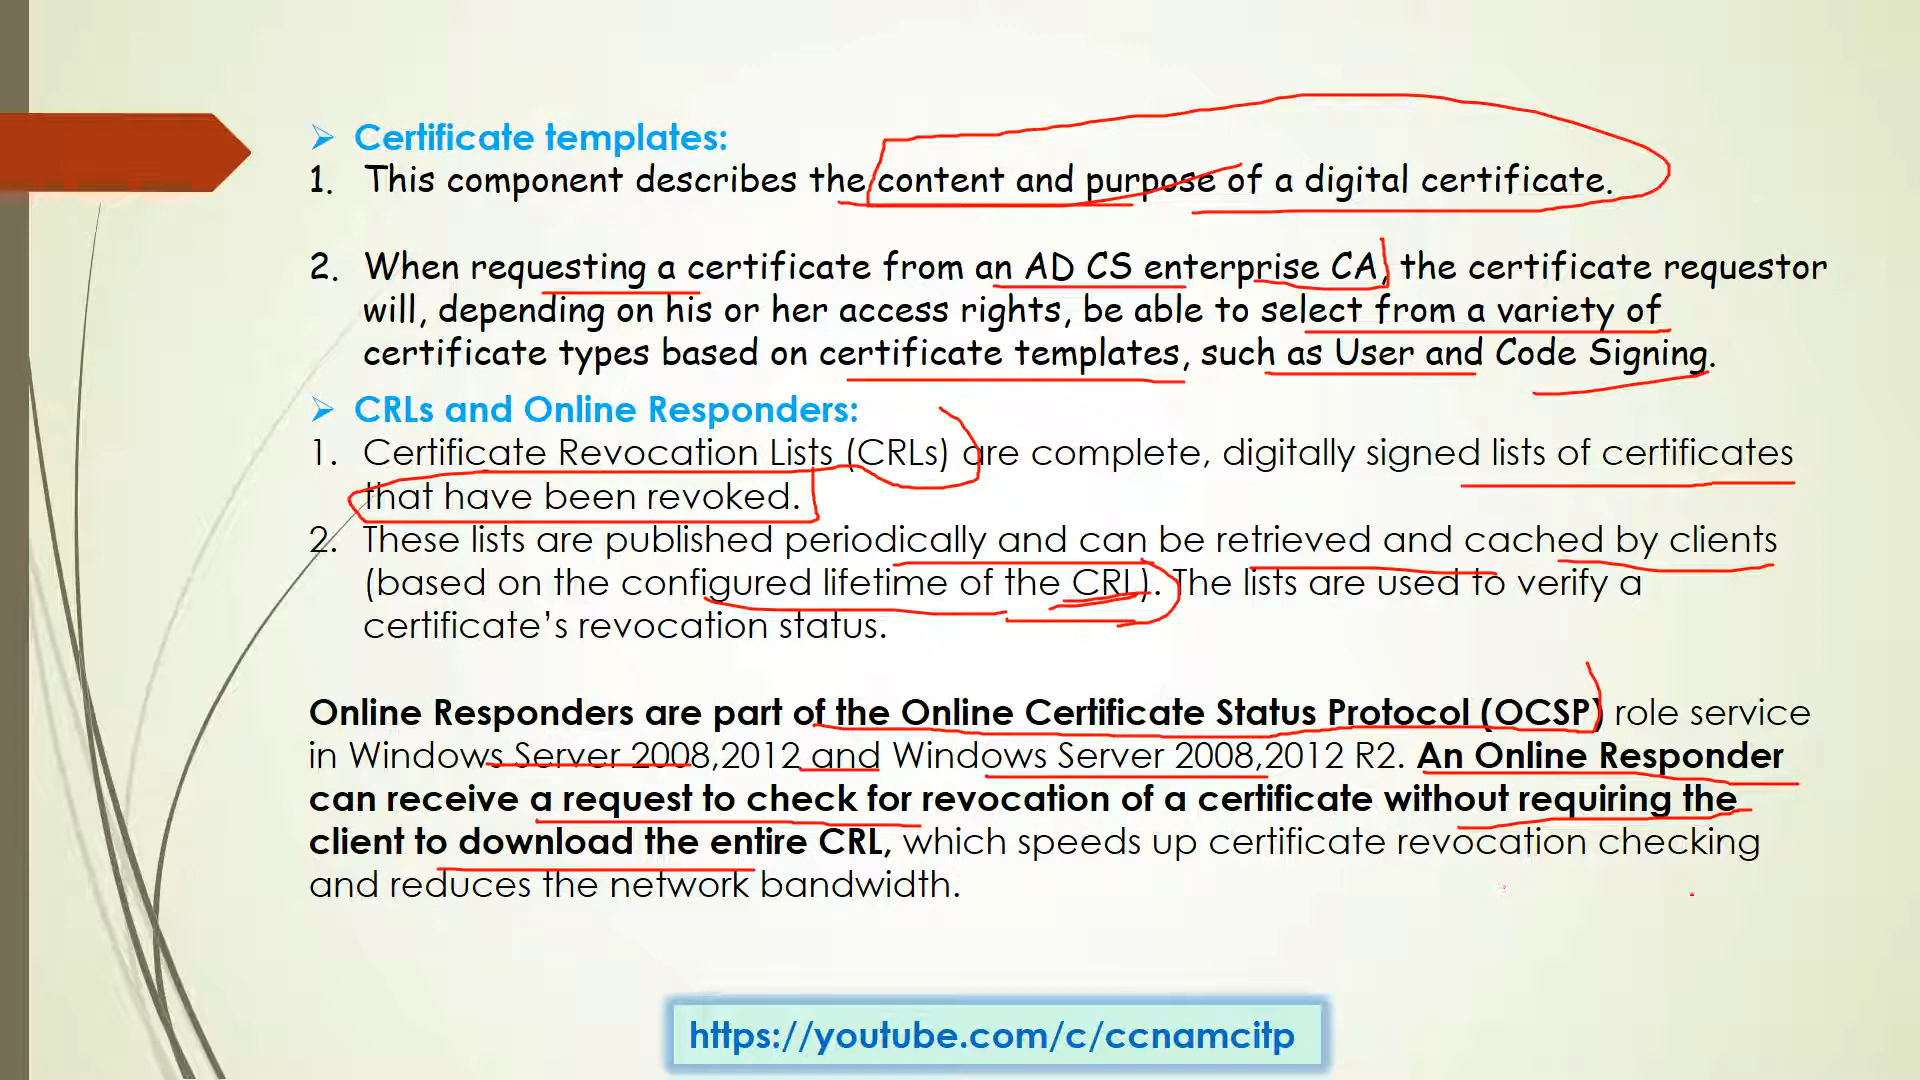 Certificate templates:
1. This component describes the content and purpose of a digital certificate.
2. When requesting a certificate from an AD CS enterprise CA, the certificate requestor
will, depending on his or her access rights, be able to select from a variety of
certificate types based on certificate templates, such as User and Code Signing.
CRLs and Online Responders:
1. Certificate Revocation Lists (CRLs) are complete, digitally signed lists of certificates
that have been revoked.
2. These lists are published periodically and can be retrieved and cached by clients
(based on the configured lifetime of the CRL). The lists are used to verify a
certificate’s revocation status.
Online Responders are part of the Online Certificate Status Protocol (OCSP) role service
in Windows Server 2008,2012 and Windows Server 2008,2012 R2. An Online Responder
can receive a request to check for revocation of a certificate without requiring the
client to download the entire CRL, which speeds up certificate revocation checking
and reduces the network bandwidth.
https://youtube.com/c/ccnamcitp